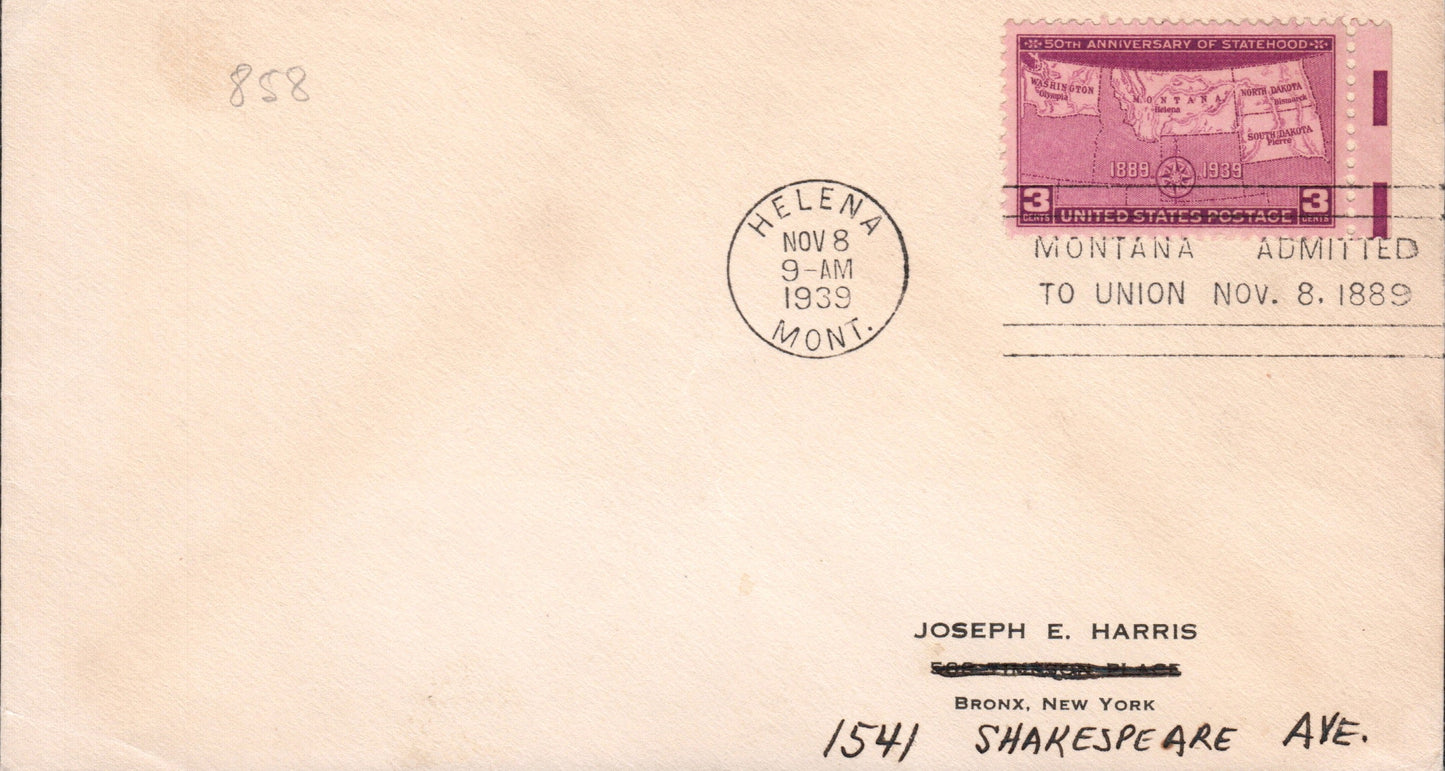 858
50TH ANNIVERSARY OF STATEHOOD
WASHINGTON
Olympia
MONTANA
Helena
NORTH DAKOTA
Bismarck
SOUTH DAKOTA
Pierre
1889 1939
3 CENTS UNITED STATES POSTAGE 3 CENTS
HELENA
NOV 8
9-AM
1939
MONT.
MONTANA ADMITTED
TO UNION NOV. 8. 1889
JOSEPH E. HARRIS
PLACE
BRONX, NEW YORK
1541 SHAKESPEARE AVE.